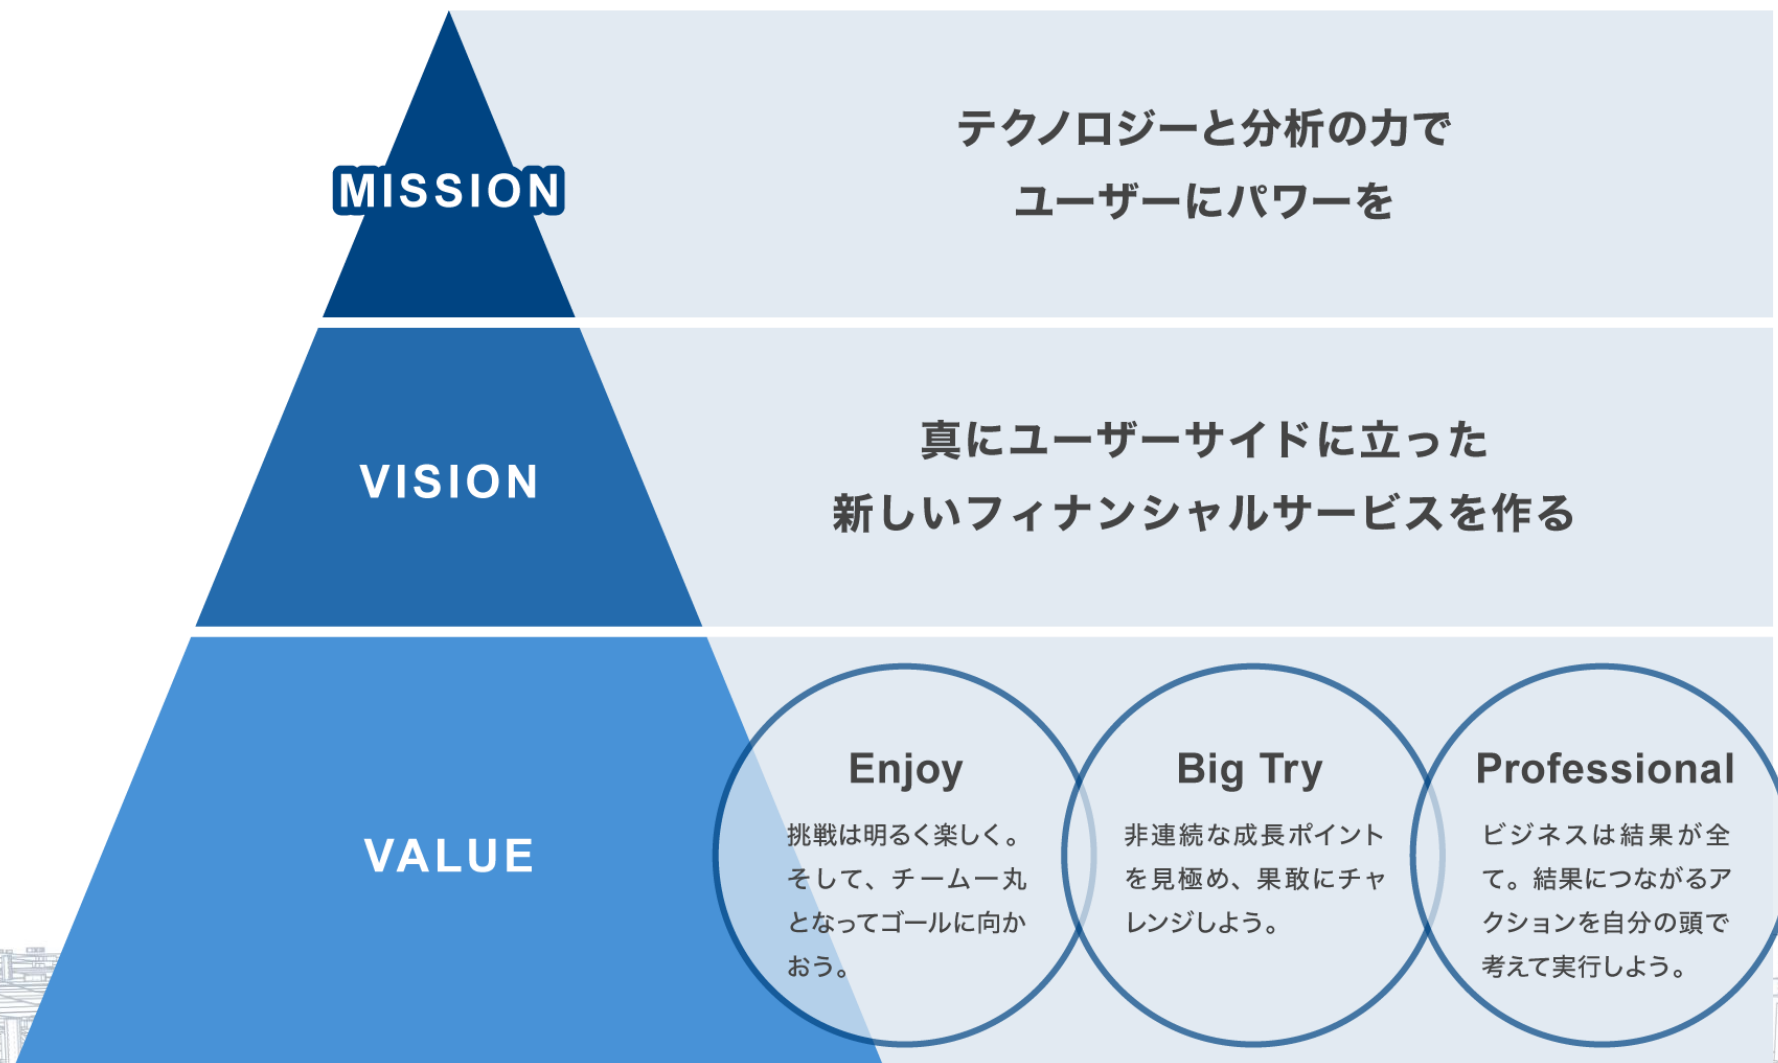 MISSION
テクノロジーと分析の力で
ユーザーにパワーを
VISION
真にユーザーサイドに立った
新しいフィナンシャルサービスを作る
VALUE
Enjoy
挑戦は明るく楽しく。
そして、チーム一丸
となってゴールに向か
おう。
Big Try
非連続な成長ポイント
を見極め、果敢にチャ
レンジしよう。
Professional
ビジネスは結果が全
て。結果につながるア
クションを自分の頭で
考えて実行しよう。